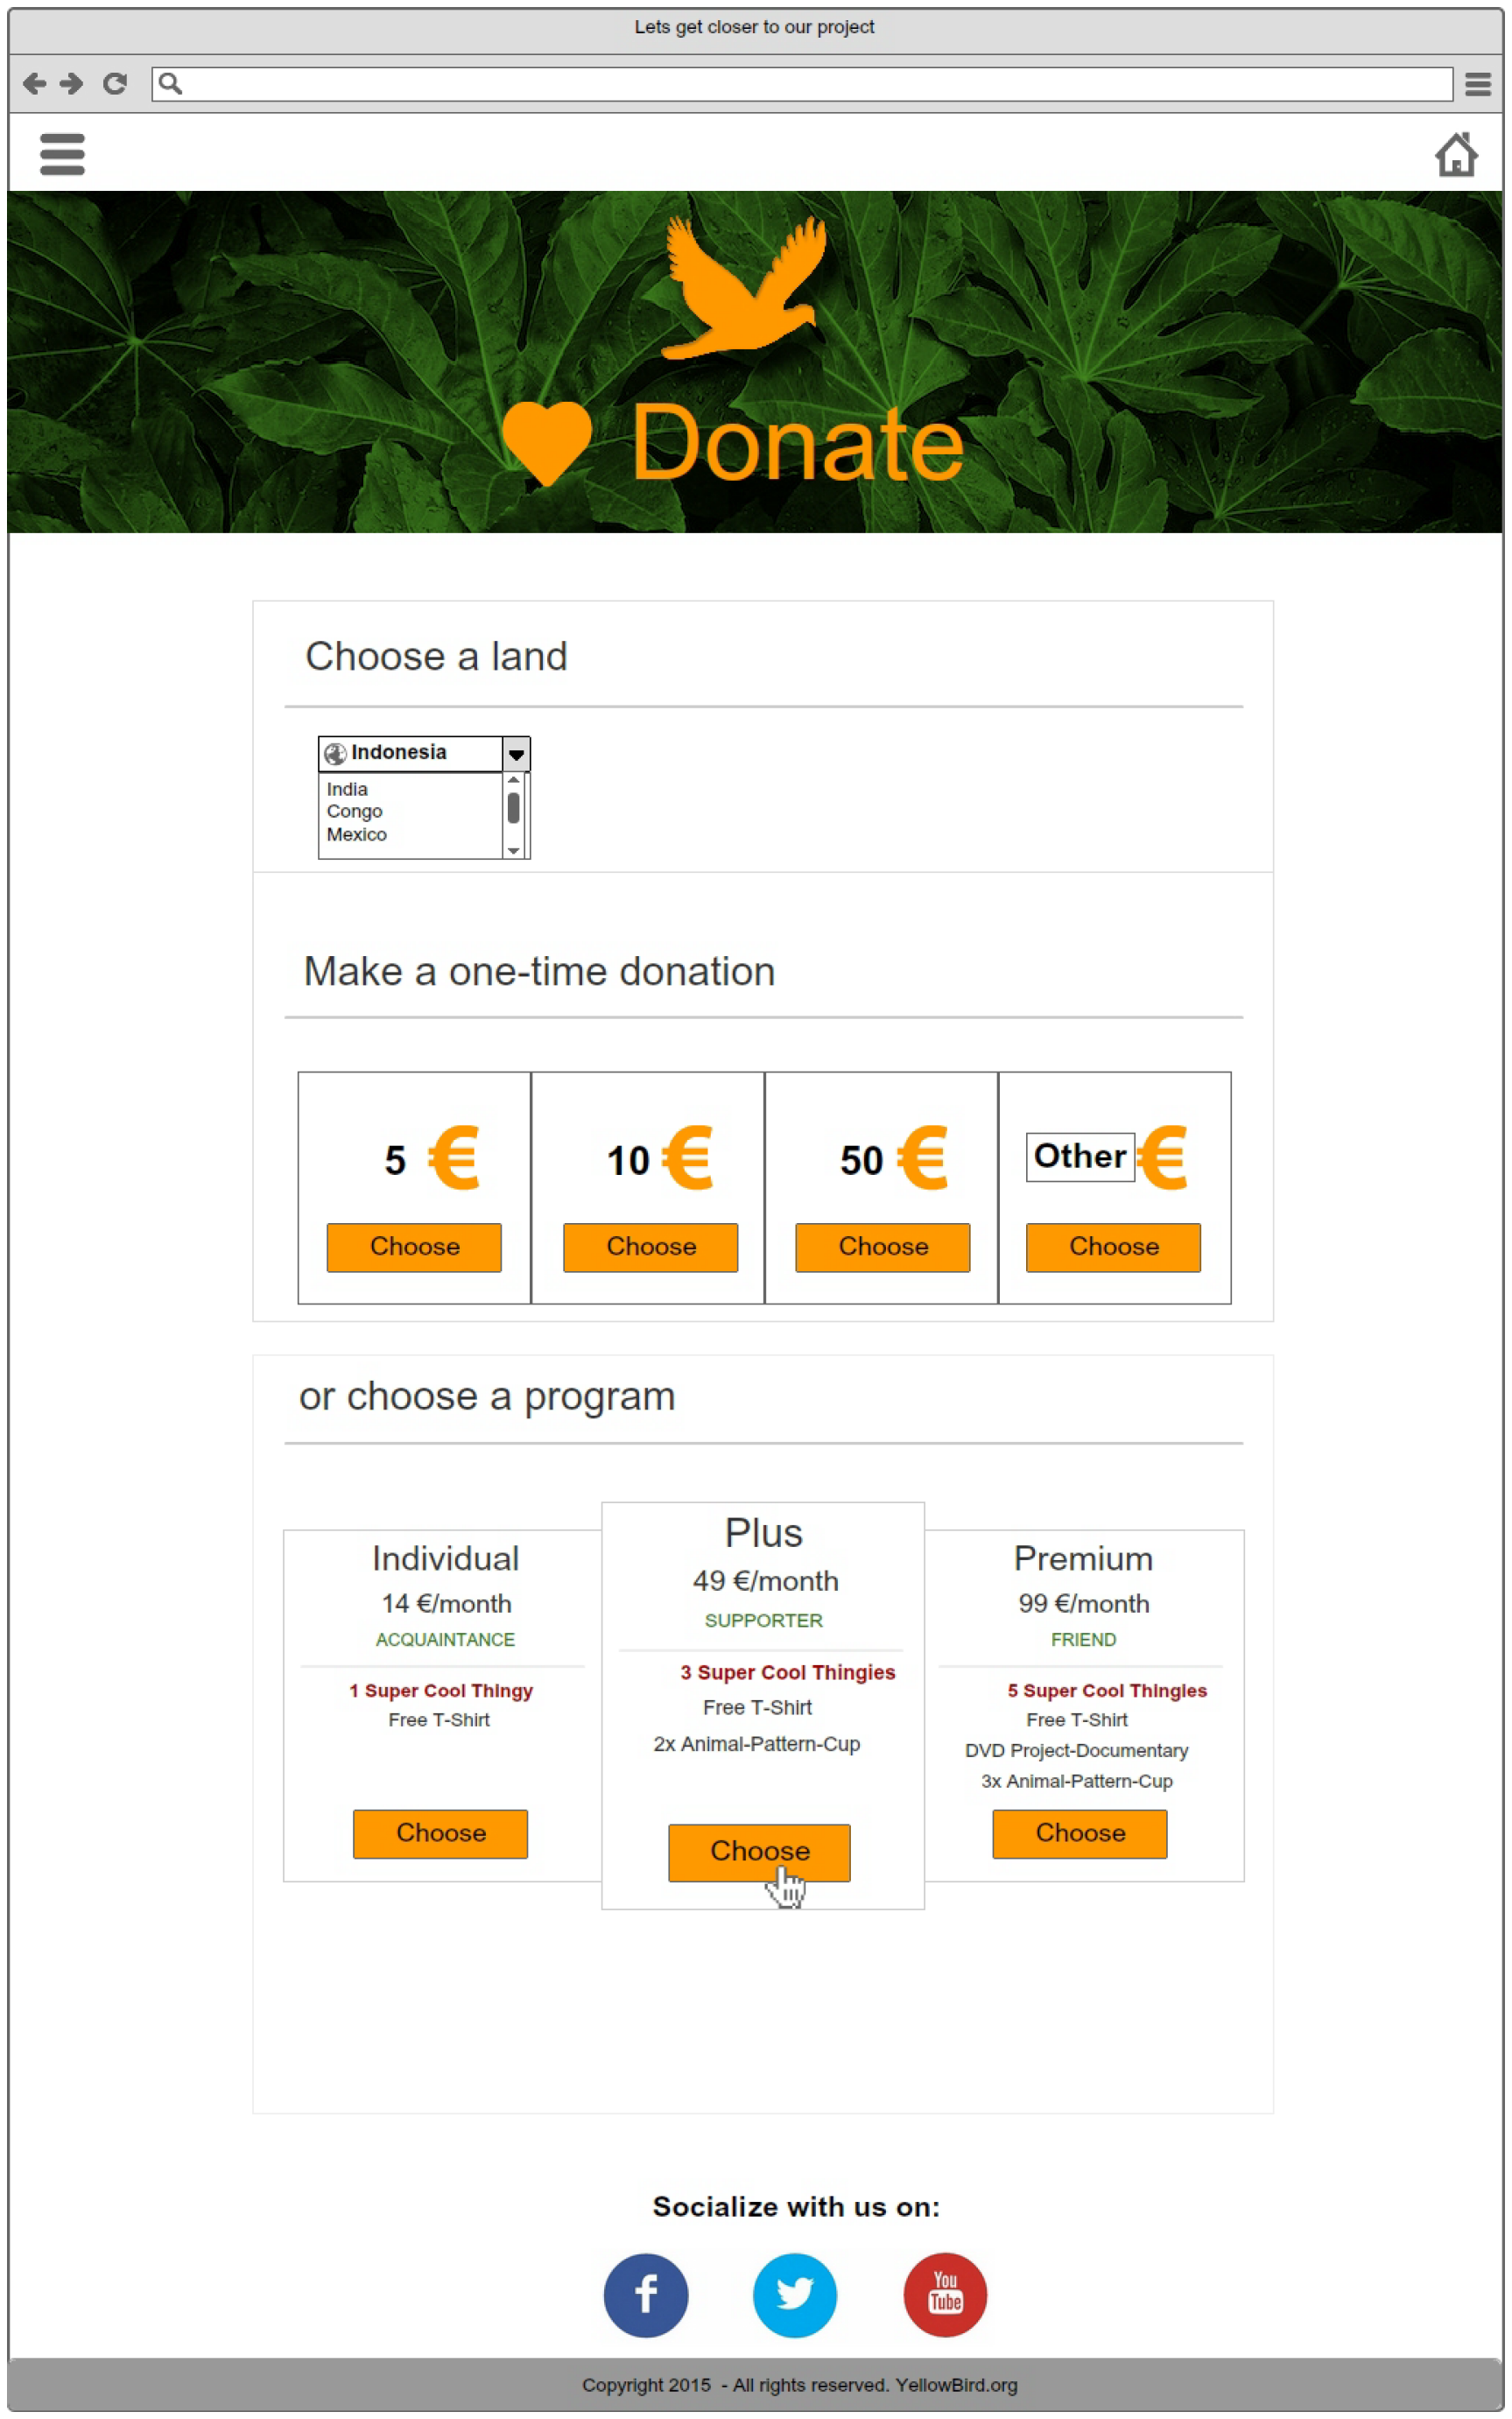 Lets get closer to our project
Donate
Choose a land
Indonesia
India
Congo
Mexico
Make a one-time donation
5 € 10 € 50 € Other €
Choose Choose Choose Choose
or choose a program
Individual
14 €/month
ACQUAINTANCE
1 Super Cool Thingy
Free T-Shirt
Choose
Plus
49 €/month
SUPPORTER
3 Super Cool Thingies
Free T-Shirt
2x Animal-Pattern-Cup
Choose
Premium
99 €/month
FRIEND
5 Super Cool Thingies
Free T-Shirt
DVD Project-Documentary
3x Animal-Pattern-Cup
Choose
Socialize with us on:
f
You
Tube
Copyright 2015 - All rights reserved. YellowBird.org